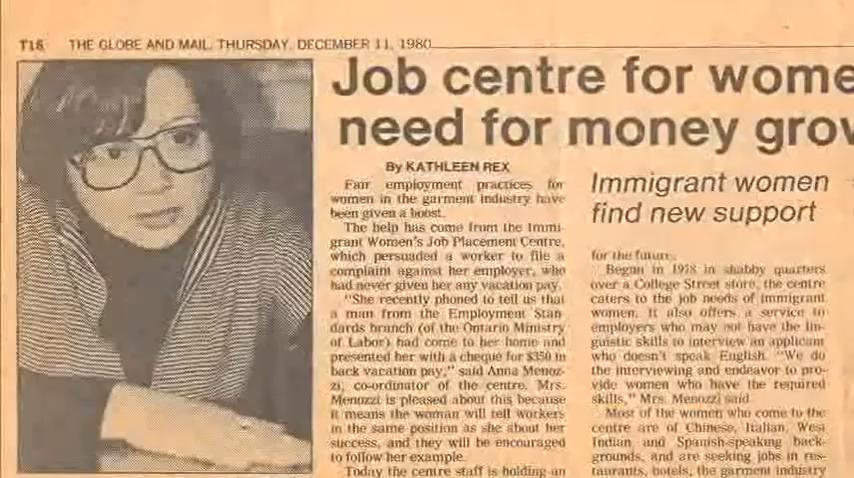 T16 THE GLOBE AND MAIL, THURSDAY, DECEMBER 11, 1980
Job centre for wome
need for money grov
By KATHLEEN REX
Fair employment practices for
women in the garment industry have
been given a boost.
The help has come from the Immi-
grant Women's Job Placement Centre,
which persuaded a worker to file a
complaint against her employer, who
had never given her any vacation pay.
"She recently phoned to tell us that
a man from the Employment Stan-
dards branch (of the Ontario Ministry
of Labor) had come to her home and
presented her with a cheque for $350 in
back vacation pay," said Anna Menoz-
zi, co-ordinator of the centre. Mrs.
Menozzi is pleased about this because
it means the woman will tell workers
in the same position as she about her
success, and they will be encouraged
to follow her example.
Today the centre staff is holding an
Immigrant women
find new support
for the future.
Began in 1978 in shabby quarters
over a College Street store, the centre
caters to the job needs of immigrant
women. It also offers a service to
employers who may not have the lin-
guistic skills to interview an applicant
who doesn't speak English. "We do
the interviewing and endeavor to pro-
vide women who have the required
skills," Mrs. Menozzi said.
Most of the women who come to the
centre are of Chinese, Italian, West
Indian and Spanish-speaking back-
grounds, and are seeking jobs in res-
taurants, hotels, the garment industry